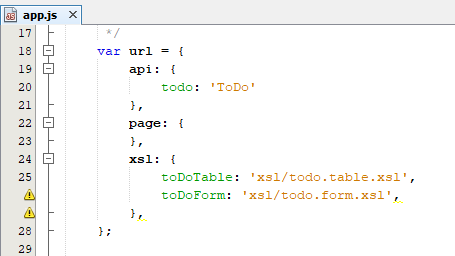 app.js
17 */
18 var url = {
19 api: {
20 todo: 'ToDo'
21 },
22 page: {
23 },
24 xsl: {
25 toDoTable: 'xsl/todo.table.xsl',
toDoForm: 'xsl/todo.form.xsl',
},
28 };
29